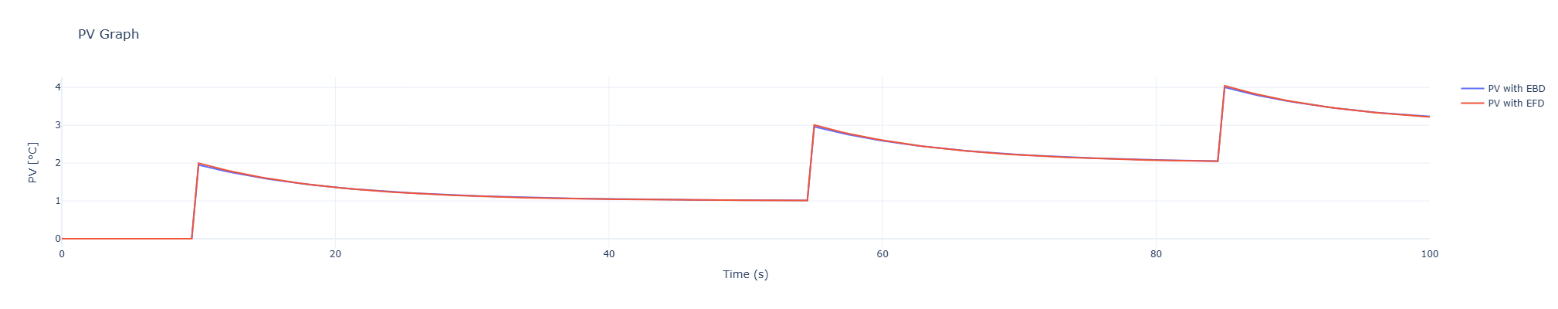 PV Graph
PV [°C]
4
3
2
1
0
0 20 40 60 80 100
Time (s)
PV with EBD
PV with EFD